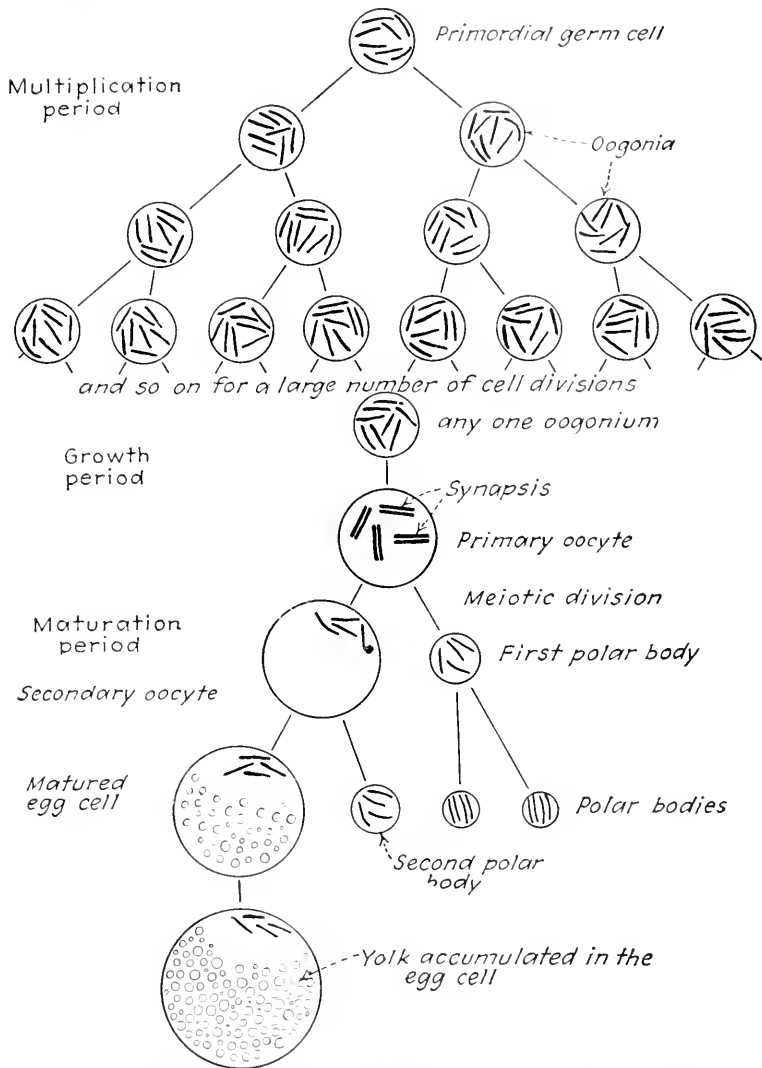 Primordial germ cell
Multiplication
period
Oogonia
and so on for a large number of cell divisions
any one oogonium
Growth
period
Synapsis
Primary oocyte
Meiotic division
Maturation
period
First polar body
Secondary oocyte
Matured
egg cell
Polar bodies
Second polar
body
Yolk accumulated in the
egg cell